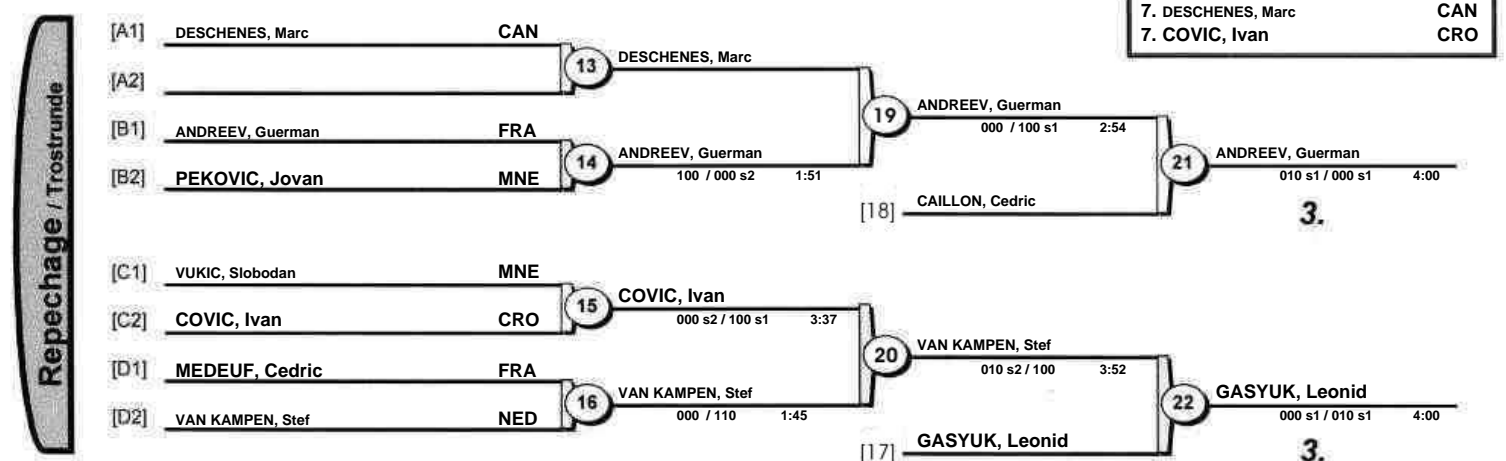 7. DESCHENES, Marc CAN
7. COVIC, Ivan CRO
Repechage / Trostrunde
[A1] DESCHENES, Marc CAN
[A2]
13 DESCHENES, Marc
[B1] ANDREEV, Guerman FRA
[B2] PEKOVIC, Jovan MNE
14 ANDREEV, Guerman
100 / 000 s2 1:51
19 ANDREEV, Guerman
000 / 100 s1 2:54
[18] CAILLON, Cedric
21 ANDREEV, Guerman
010 s1 / 000 s1 4:00
3.
[C1] VUKIC, Slobodan MNE
[C2] COVIC, Ivan CRO
15 COVIC, Ivan
000 s2 / 100 s1 3:37
[D1] MEDEUF, Cedric FRA
[D2] VAN KAMPEN, Stef NED
16 VAN KAMPEN, Stef
000 / 110 1:45
20 VAN KAMPEN, Stef
010 s2 / 100 3:52
[17] GASYUK, Leonid
22 GASYUK, Leonid
000 s1 / 010 s1 4:00
3.